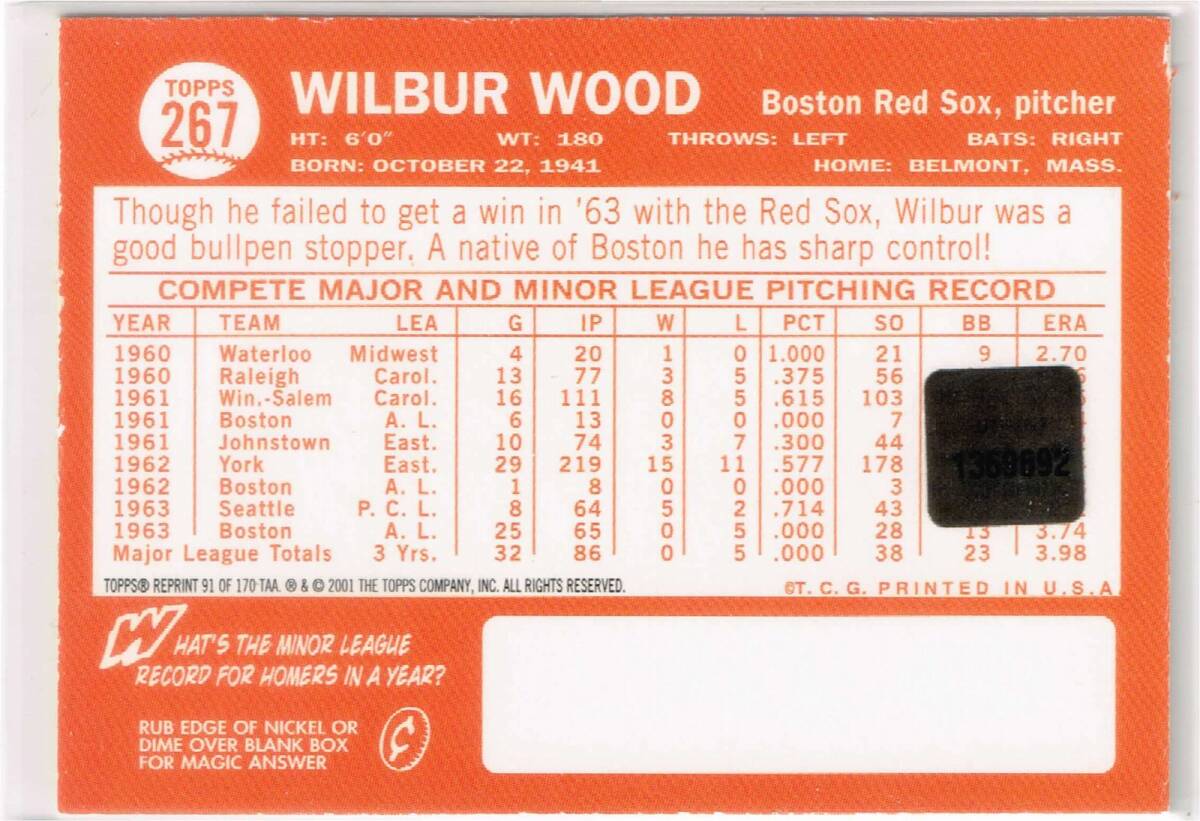 TOPPS
267
WILBUR WOOD
Boston Red Sox, pitcher
HT: 6'0" WT: 180 THROWS: LEFT BATS: RIGHT
BORN: OCTOBER 22, 1941 HOME: BELMONT, MASS.
Though he failed to get a win in '63 with the Red Sox, Wilbur was a
good bullpen stopper. A native of Boston he has sharp control!
COMPETE MAJOR AND MINOR LEAGUE PITCHING RECORD
YEAR TEAM LEA G IP W L PCT SO BB ERA
1960 Waterloo Midwest 4 20 1 0 1.000 21 9 2.70
1960 Raleigh Carol. 13 77 3 5 .375 56
1961 Win.-Salem Carol. 16 111 8 5 .615 103
1961 Boston A. L. 6 13 0 0 .000 7
1961 Johnstown East. 10 74 3 7 .300 44
1962 York East. 29 219 15 11 .577 178
1962 Boston A. L. 1 8 0 0 .000 3
1963 Seattle P. C. L. 8 64 5 2 .714 43
1963 Boston A. L. 25 65 0 5 .000 28 13 3.74
Major League Totals 3 Yrs. 32 86 0 5 .000 38 23 3.98
TOPPS® REPRINT 91 OF 170-TAA. ® & © 2001 THE TOPPS COMPANY, INC. ALL RIGHTS RESERVED.
©T. C. G. PRINTED IN U.S.A
WHAT'S THE MINOR LEAGUE
RECORD FOR HOMERS IN A YEAR?
RUB EDGE OF NICKEL OR
DIME OVER BLANK BOX
FOR MAGIC ANSWER
¢